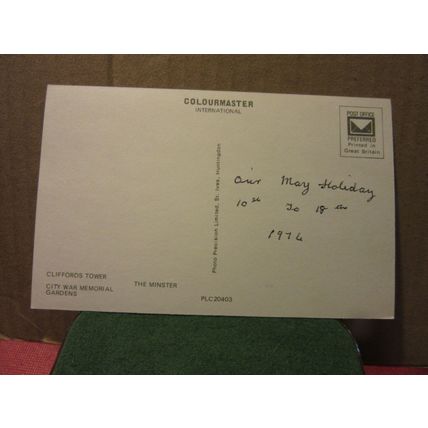 COLOURMASTER
INTERNATIONAL
POST OFFICE
PREFERRED
Printed in
Great Britain
Photo Precision Limited, St. Ives, Huntingdon
Our May Holiday
10th To 18th
1974
CLIFFORDS TOWER
CITY WAR MEMORIAL
GARDENS
THE MINSTER
PLC20403